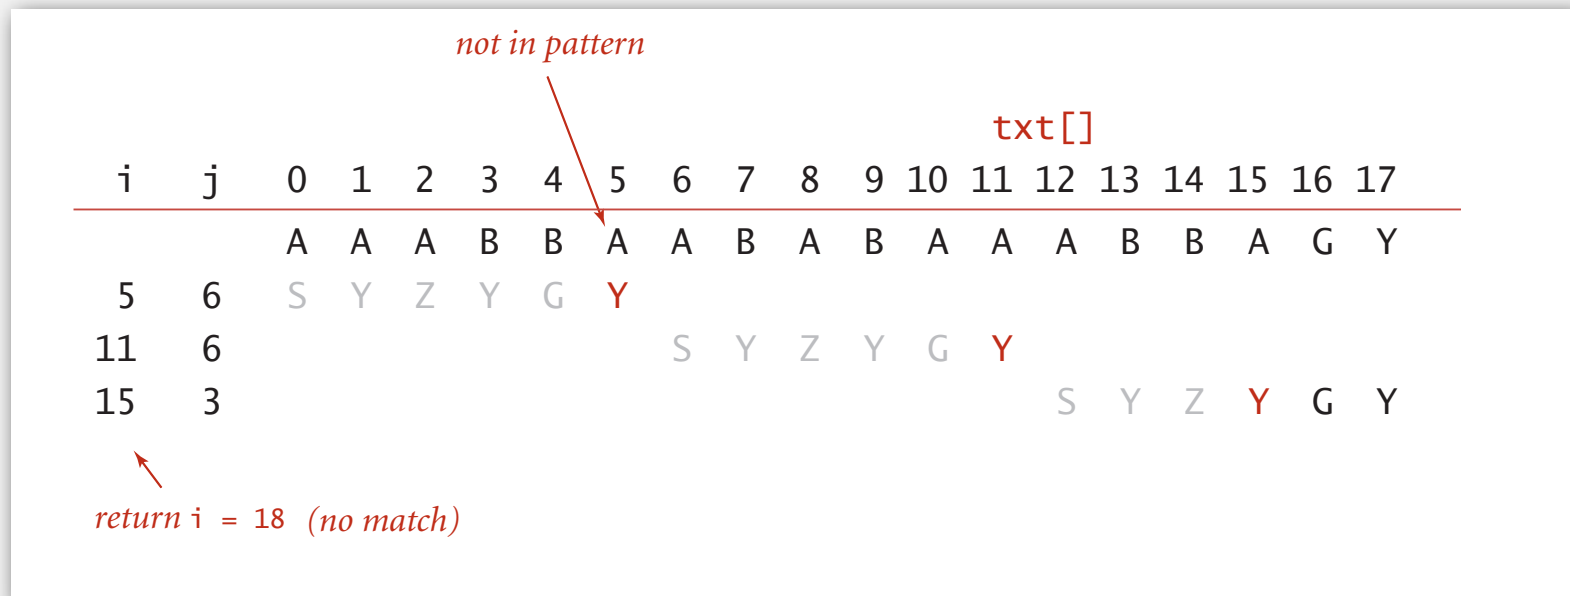 not in pattern
txt[]
i j 0 1 2 3 4 5 6 7 8 9 10 11 12 13 14 15 16 17
A A A B B A A B A B A A A B B A G Y
5 6 S Y Z Y G Y
11 6 S Y Z Y G Y
15 3 S Y Z Y G Y
return i = 18 (no match)